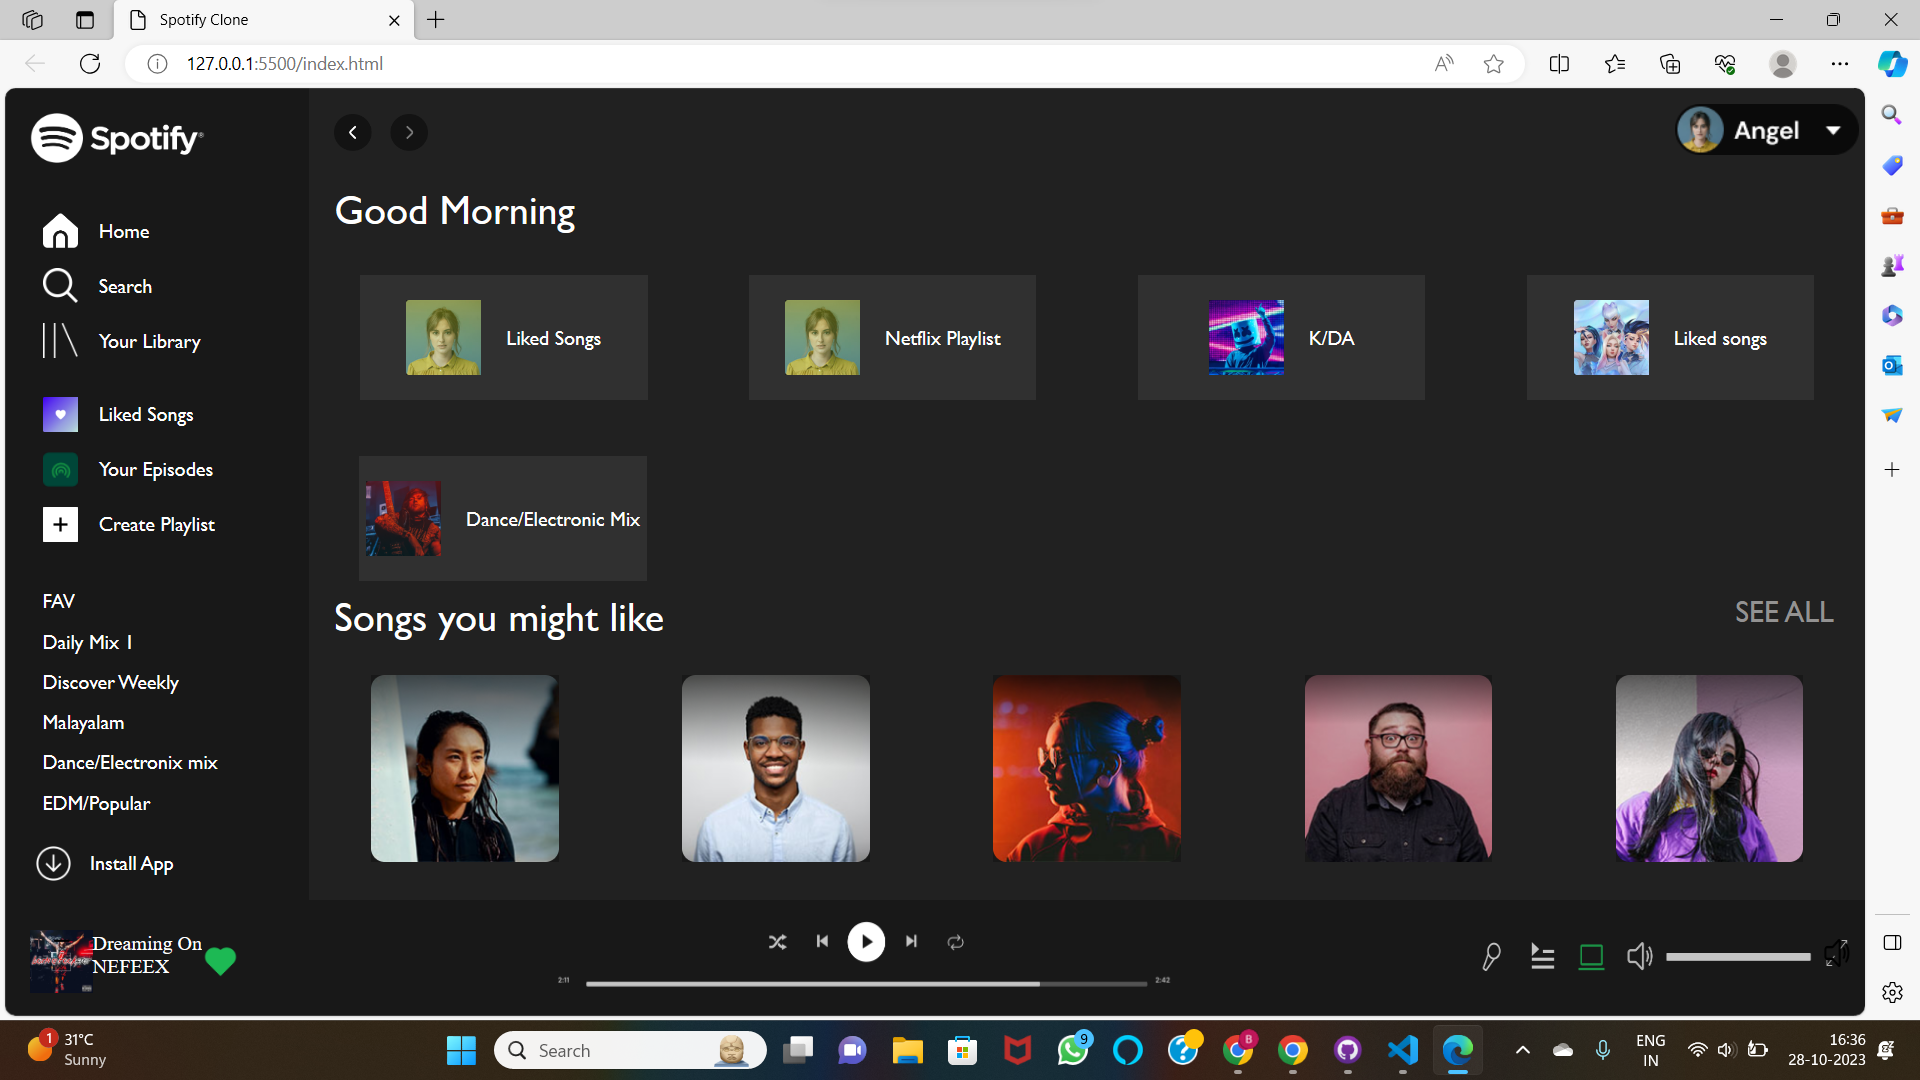 Spotify Clone
127.0.0.1:5500/index.html
Spotify®
Angel
Home
Search
Your Library
Liked Songs
Your Episodes
Create Playlist
FAV
Daily Mix 1
Discover Weekly
Malayalam
Dance/Electronix mix
EDM/Popular
Install App
Good Morning
Liked Songs
Netflix Playlist
K/DA
Liked songs
Dance/Electronic Mix
Songs you might like
SEE ALL
Dreaming On
NEFEEX
2:11
2:42
1
31°C
Sunny
Search
9
B
ENG
IN
16:36
28-10-2023